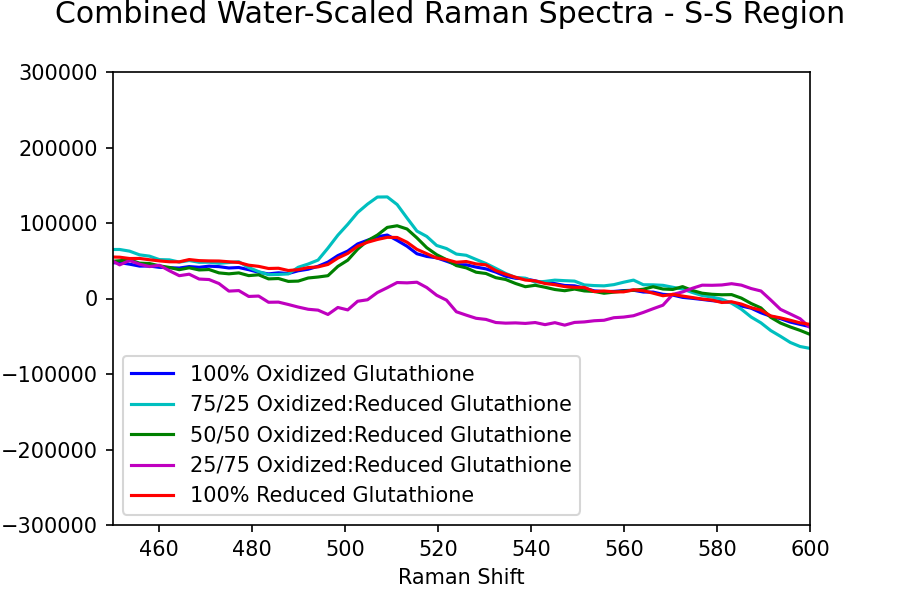 Combined Water-Scaled Raman Spectra - S-S Region
300000
200000
100000
0
−100000
−200000
−300000
100% Oxidized Glutathione
75/25 Oxidized:Reduced Glutathione
50/50 Oxidized:Reduced Glutathione
25/75 Oxidized:Reduced Glutathione
100% Reduced Glutathione
460 480 500 520 540 560 580 600
Raman Shift